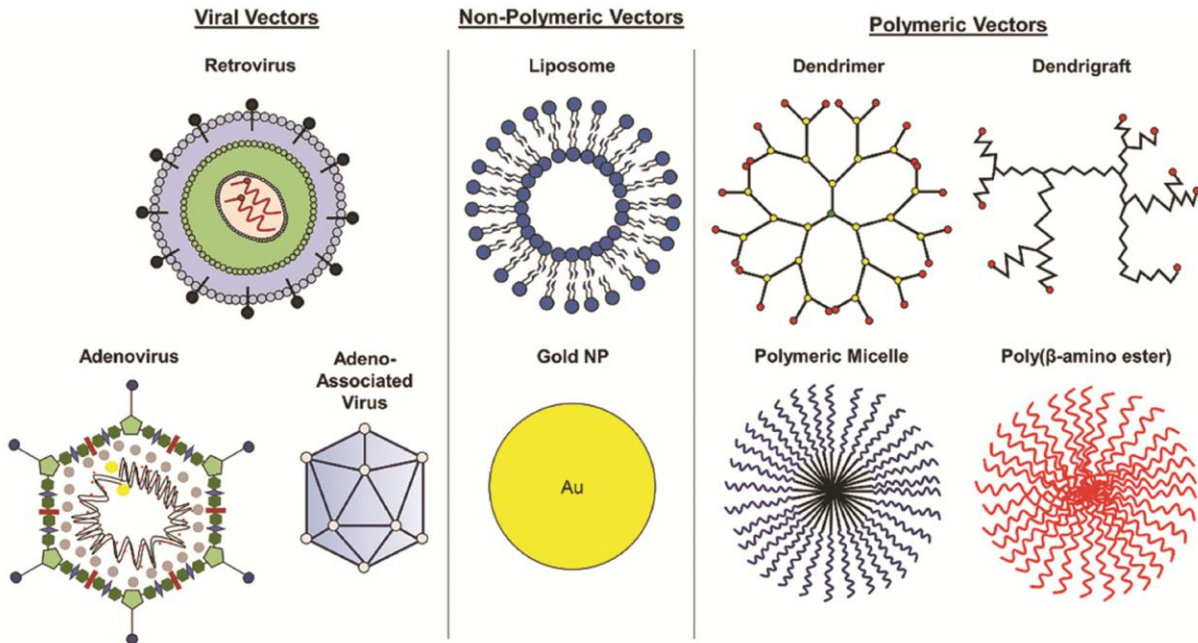 Viral Vectors
Non-Polymeric Vectors
Polymeric Vectors
Retrovirus
Liposome
Dendrimer
Dendrigraft
Adenovirus
Adeno-
Associated
Virus
Gold NP
Au
Polymeric Micelle
Poly(β-amino ester)